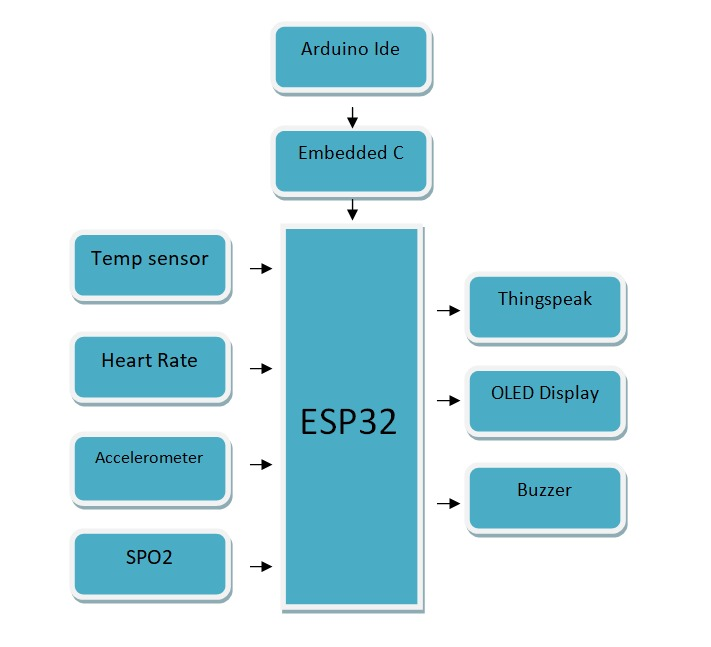 Arduino Ide
Embedded C
Temp sensor
Heart Rate
Accelerometer
SPO2
ESP32
Thingspeak
OLED Display
Buzzer